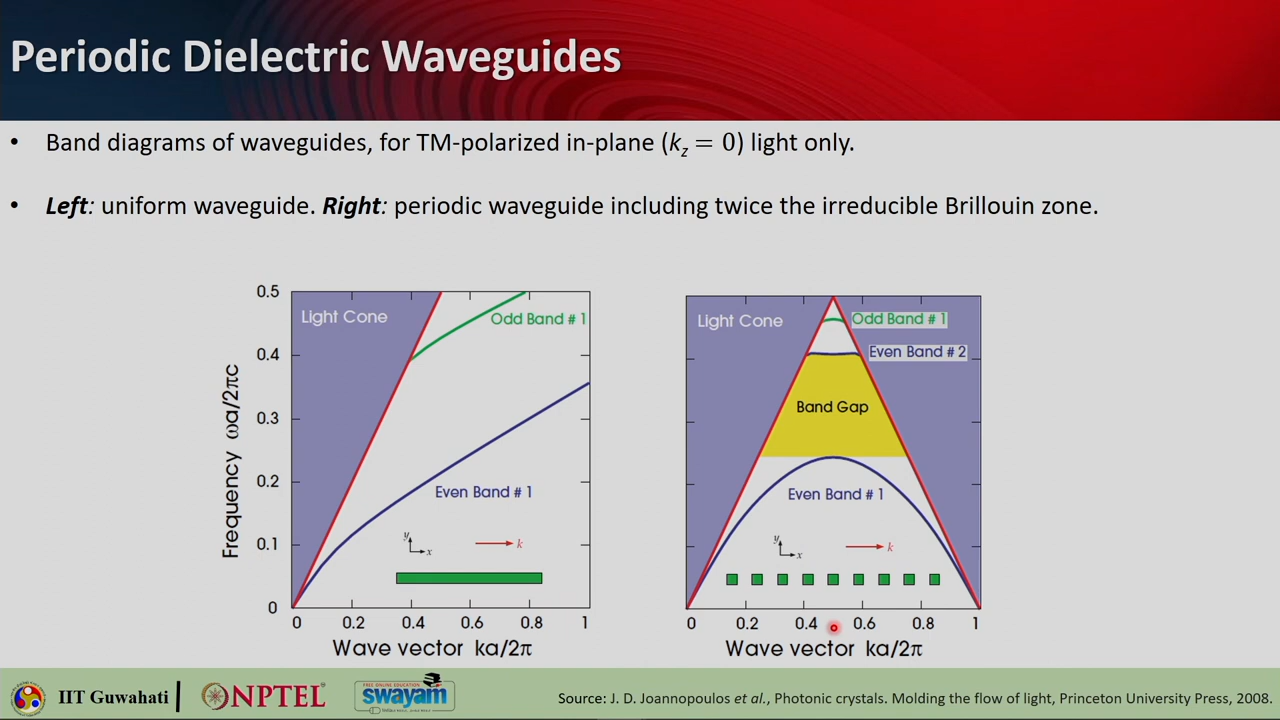 Periodic Dielectric Waveguides
• Band diagrams of waveguides, for TM-polarized in-plane (k_z = 0) light only.
• Left: uniform waveguide. Right: periodic waveguide including twice the irreducible Brillouin zone.
0.5
0.4
0.3
0.2
0.1
0
Frequency ωa/2πc
Light Cone
Odd Band # 1
Even Band # 1
y
x
k
0 0.2 0.4 0.6 0.8 1
Wave vector ka/2π
Light Cone
Odd Band # 1
Even Band # 2
Band Gap
Even Band # 1
y
x
k
0 0.2 0.4 0.6 0.8 1
Wave vector ka/2π
IIT Guwahati
NPTEL
FREE ONLINE EDUCATION
swayam
Source: J. D. Joannopoulos et al., Photonic crystals. Molding the flow of light, Princeton University Press, 2008.